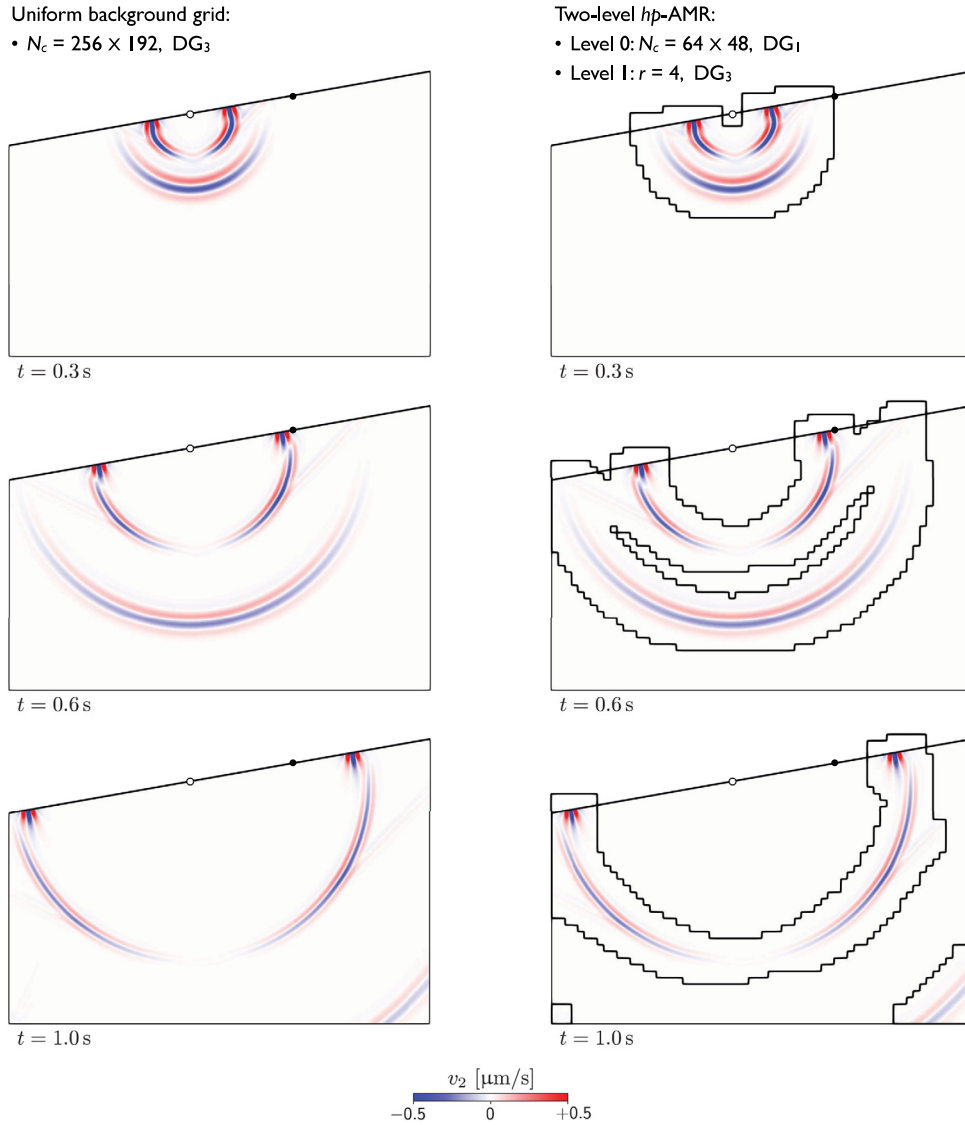 Uniform background grid:
• N_c = 256 × 192, DG₃
Two-level hp-AMR:
• Level 0: N_c = 64 × 48, DG₁
• Level 1: r = 4, DG₃
t = 0.3 s
t = 0.3 s
t = 0.6 s
t = 0.6 s
t = 1.0 s
t = 1.0 s
v₂ [μm/s]
−0.5 0 +0.5